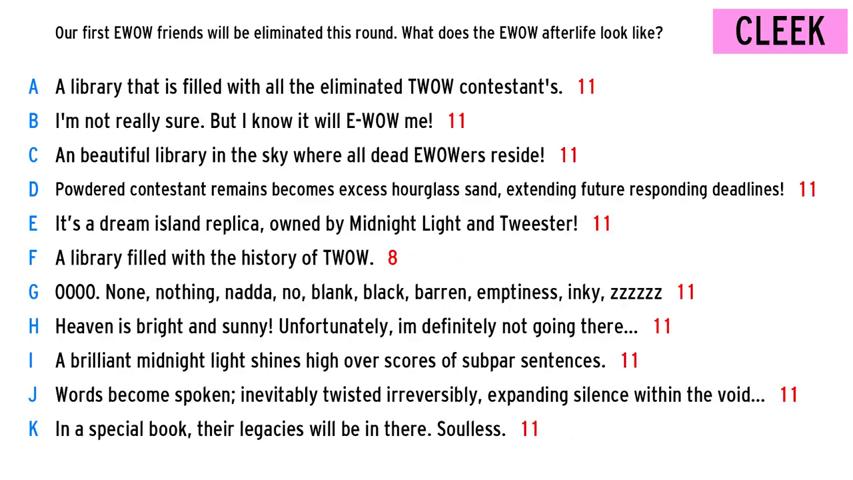 Our first EWOW friends will be eliminated this round. What does the EWOW afterlife look like?
CLEEK
A A library that is filled with all the eliminated TWOW contestant's. 11
B I'm not really sure. But I know it will E-WOW me! 11
C An beautiful library in the sky where all dead EWOWers reside! 11
D Powdered contestant remains becomes excess hourglass sand, extending future responding deadlines! 11
E It's a dream island replica, owned by Midnight Light and Tweester! 11
F A library filled with the history of TWOW. 8
G OOOO. None, nothing, nadda, no, blank, black, barren, emptiness, inky, zzzzzz 11
H Heaven is bright and sunny! Unfortunately, im definitely not going there... 11
I A brilliant midnight light shines high over scores of subpar sentences. 11
J Words become spoken; inevitably twisted irreversibly, expanding silence within the void... 11
K In a special book, their legacies will be in there. Soulless. 11